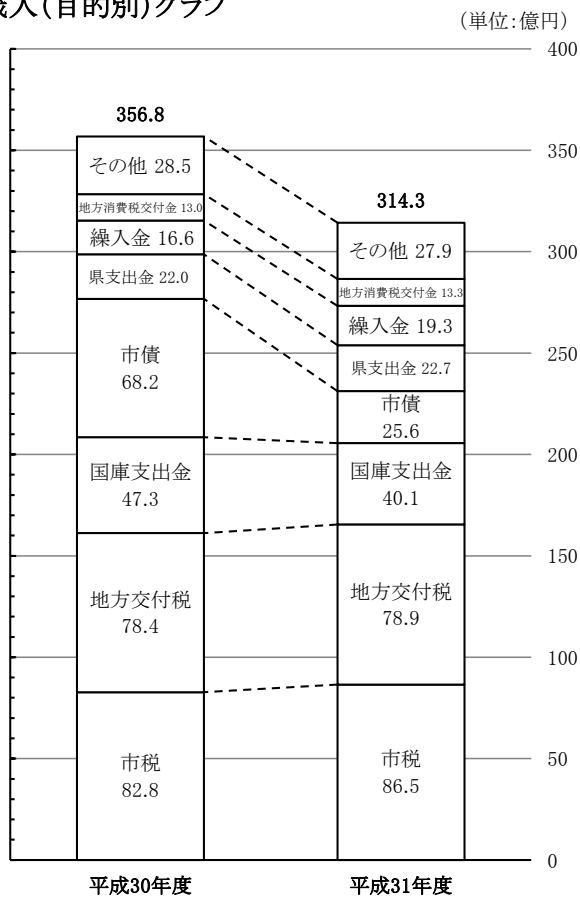 入(目的別)グラフ
(単位:億円)
400
356.8
その他 28.5
地方消費税交付金 13.0
繰入金 16.6
県支出金 22.0
市債
68.2
国庫支出金
47.3
地方交付税
78.4
市税
82.8
平成30年度
314.3
その他 27.9
地方消費税交付金 13.3
繰入金 19.3
県支出金 22.7
市債
25.6
国庫支出金
40.1
地方交付税
78.9
市税
86.5
平成31年度
350
300
250
200
150
100
50
0